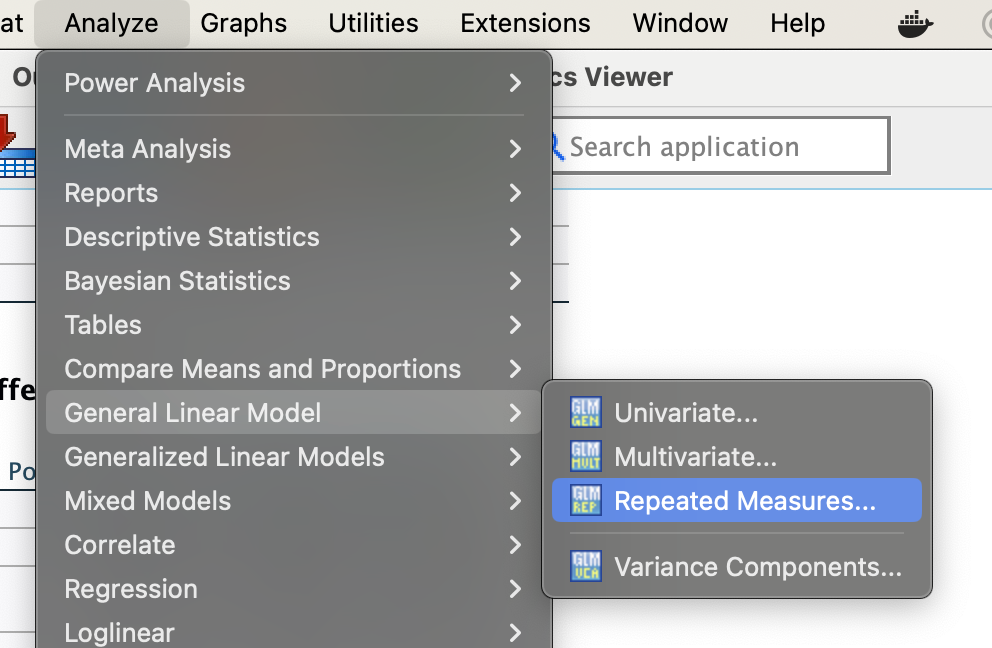 at Analyze Graphs Utilities Extensions Window Help
cs Viewer
Power Analysis
Search application
Meta Analysis
Reports
Descriptive Statistics
Bayesian Statistics
Tables
Compare Means and Proportions
ffe
General Linear Model
GLM GEN Univariate...
Generalized Linear Models
GLM MULT Multivariate...
Po
Mixed Models
GLM REP Repeated Measures...
Correlate
GLM VCA Variance Components...
Regression
Loglinear